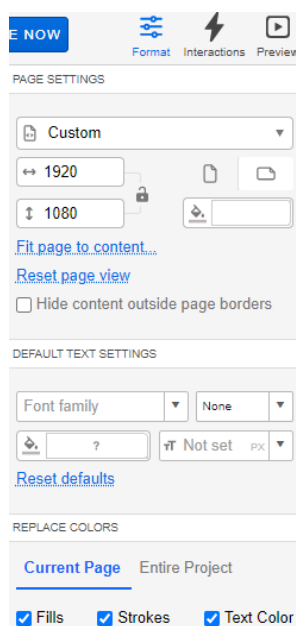 E NOW
Format Interactions Preview
PAGE SETTINGS
Custom
1920
1080
Fit page to content...
Reset page view
Hide content outside page borders
DEFAULT TEXT SETTINGS
Font family None
? тT Not set PX
Reset defaults
REPLACE COLORS
Current Page Entire Project
Fills Strokes Text Color